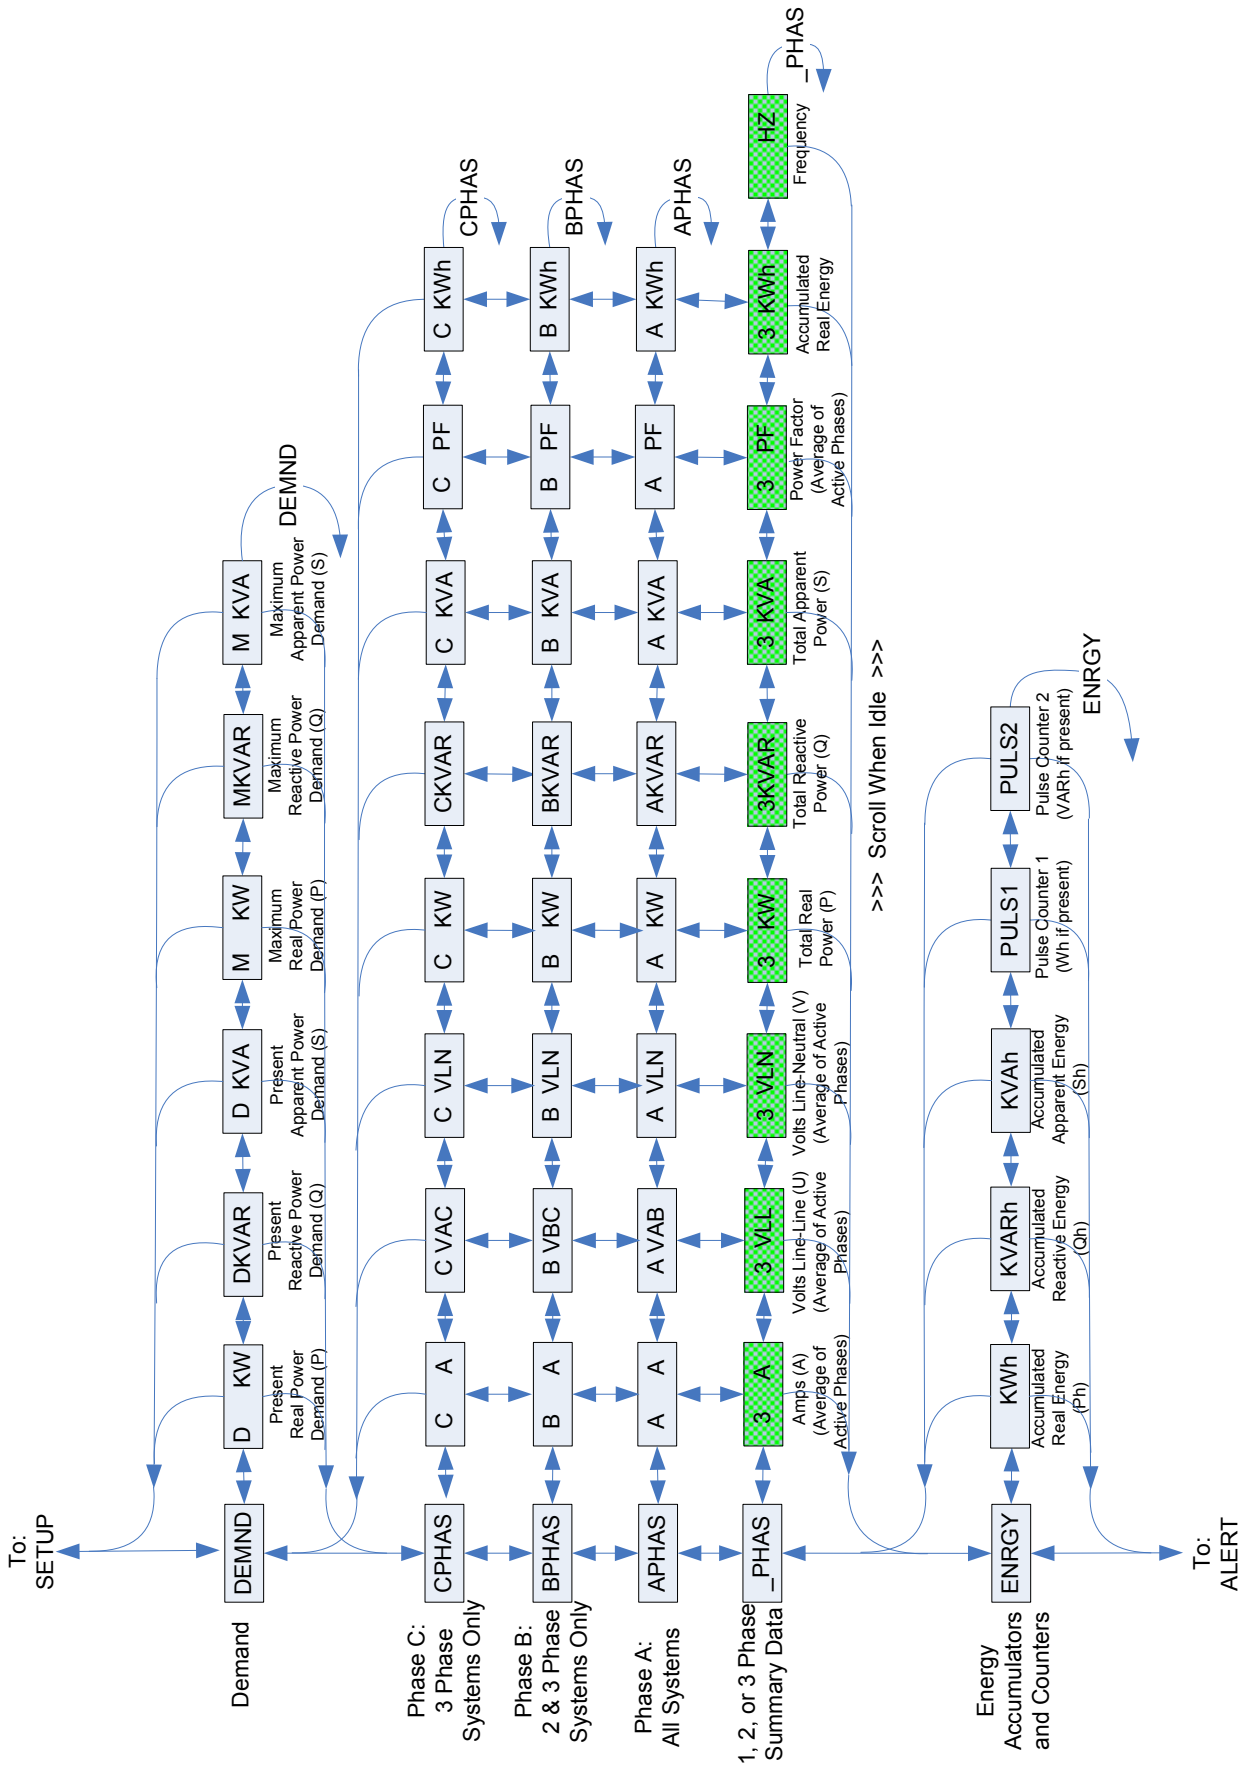 To:
SETUP
Demand
DEMND
D KW
Present
Real Power
Demand (P)
DKVAR
Present
Reactive Power
Demand (Q)
D KVA
Present
Apparent Power
Demand (S)
M KW
Maximum
Real Power
Demand (P)
MKVAR
Maximum
Reactive Power
Demand (Q)
M KVA
Maximum
Apparent Power
Demand (S)
DEMND
Phase C:
3 Phase
Systems Only
CPHAS
C A
C VAC
C VLN
C KW
CKVAR
C KVA
C PF
C KWh
CPHAS
Phase B:
2 & 3 Phase
Systems Only
BPHAS
B A
B VBC
B VLN
B KW
BKVAR
B KVA
B PF
B KWh
BPHAS
Phase A:
All Systems
APHAS
A A
A VAB
A VLN
A KW
AKVAR
A KVA
A PF
A KWh
APHAS
1, 2, or 3 Phase
Summary Data
_PHAS
3 A
Amps (A)
(Average of
Active Phases)
3 VLL
Volts Line-Line (U)
(Average of Active
Phases)
3 VLN
Volts Line-Neutral (V)
(Average of Active
Phases)
3 KW
Total Real
Power (P)
3KVAR
Total Reactive
Power (Q)
3 KVA
Total Apparent
Power (S)
3 PF
Power Factor
(Average of
Active Phases)
3 KWh
Accumulated
Real Energy
HZ
Frequency
_PHAS
>>> Scroll When Idle >>>
Energy
Accumulators
and Counters
ENRGY
KWh
Accumulated
Real Energy
(Ph)
KVARh
Accumulated
Reactive Energy
(Qh)
KVAh
Accumulated
Apparent Energy
(Sh)
PULS1
Pulse Counter 1
(Wh if present)
PULS2
Pulse Counter 2
(VARh if present)
ENRGY
To:
ALERT